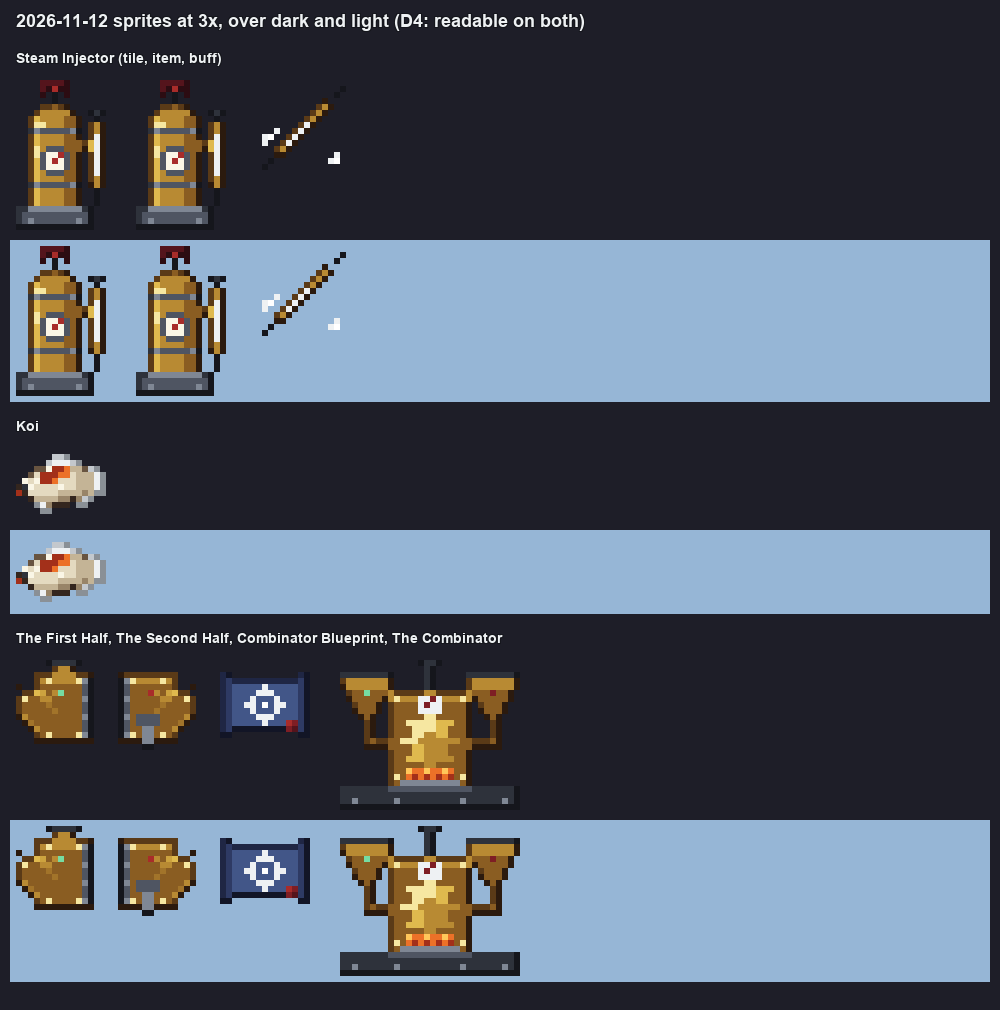 2026-11-12 sprites at 3x, over dark and light (D4: readable on both)
Steam Injector (tile, item, buff)
Koi
The First Half, The Second Half, Combinator Blueprint, The Combinator